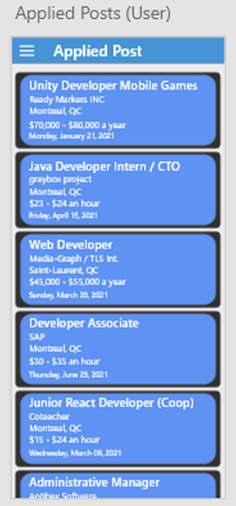 Applied Posts (User)
Applied Post
Unity Developer Mobile Games
Ready Markers INC
Montreal, QC
$70,000 - $80,000 a year
Monday, January 21, 2021
Java Developer Intern / CTO
greybox project
Montreal, QC
$23 - $24 an hour
Friday, April 15, 2021
Web Developer
Media-Graph / TLS Int.
Saint-Laurent, QC
$45,000 - $55,000 a year
Sunday, March 20, 2021
Developer Associate
SAP
Montreal, QC
$30 - $35 an hour
Thursday, June 23, 2021
Junior React Developer (Coop)
Coteacher
Montreal, QC
$15 - $24 an hour
Wednesday, March 09, 2021
Administrative Manager
Software